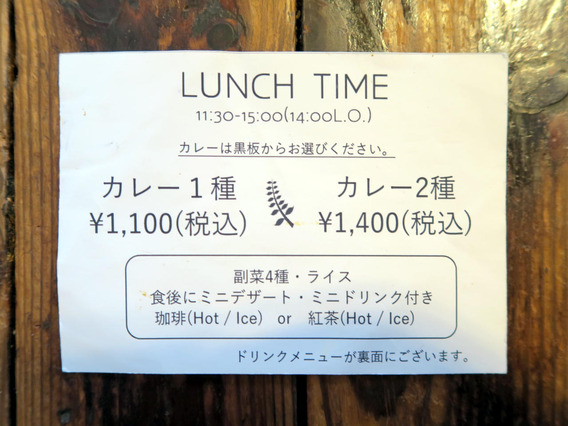 LUNCH TIME
11:30-15:00(14:00L.O.)
カレーは黒板からお選びください。
カレー１種 カレー2種
¥1,100(税込) ¥1,400(税込)
副菜4種・ライス
食後にミニデザート・ミニドリンク付き
珈琲(Hot / Ice) or 紅茶(Hot / Ice)
ドリンクメニューが裏面にございます。